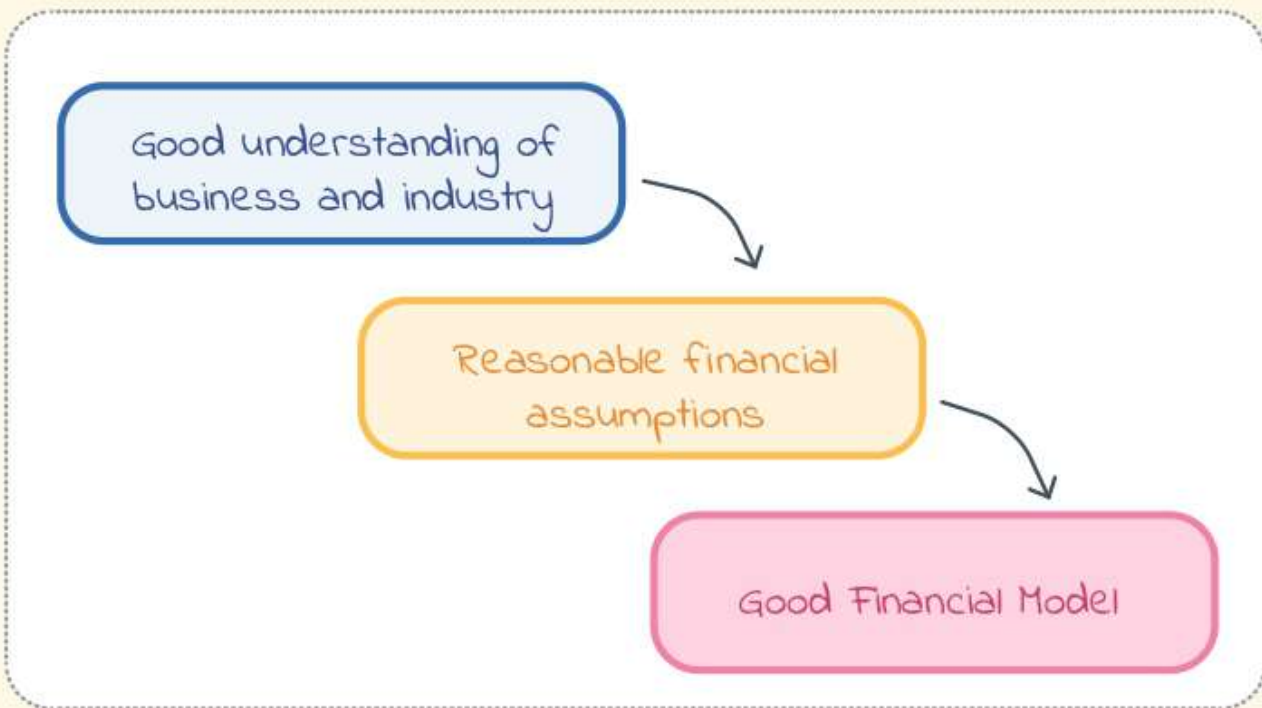 Good understanding of
business and industry
Reasonable financial
assumptions
Good Financial Model